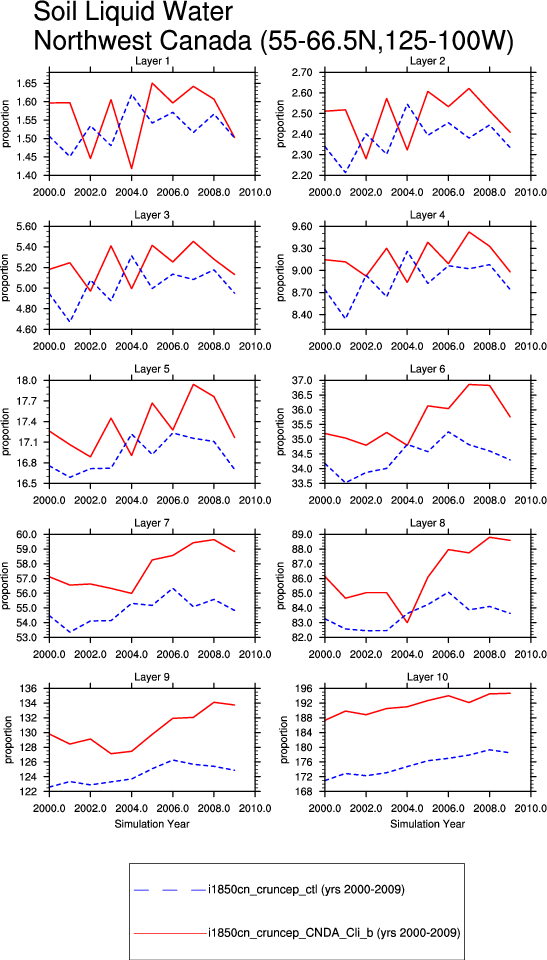 Soil Liquid Water
Northwest Canada (55-66.5N,125-100W)
Layer 1
proportion
1.65
1.60
1.55
1.50
1.45
1.40
2000.0 2002.0 2004.0 2006.0 2008.0 2010.0
Layer 2
proportion
2.70
2.60
2.50
2.40
2.30
2.20
2000.0 2002.0 2004.0 2006.0 2008.0 2010.0
Layer 3
proportion
5.60
5.40
5.20
5.00
4.80
4.60
2000.0 2002.0 2004.0 2006.0 2008.0 2010.0
Layer 4
proportion
9.60
9.30
9.00
8.70
8.40
2000.0 2002.0 2004.0 2006.0 2008.0 2010.0
Layer 5
proportion
18.0
17.7
17.4
17.1
16.8
16.5
2000.0 2002.0 2004.0 2006.0 2008.0 2010.0
Layer 6
proportion
37.0
36.5
36.0
35.5
35.0
34.5
34.0
33.5
2000.0 2002.0 2004.0 2006.0 2008.0 2010.0
Layer 7
proportion
60.0
59.0
58.0
57.0
56.0
55.0
54.0
53.0
2000.0 2002.0 2004.0 2006.0 2008.0 2010.0
Layer 8
proportion
89.0
88.0
87.0
86.0
85.0
84.0
83.0
82.0
2000.0 2002.0 2004.0 2006.0 2008.0 2010.0
Layer 9
proportion
136
134
132
130
128
126
124
122
2000.0 2002.0 2004.0 2006.0 2008.0 2010.0
Simulation Year
Layer 10
proportion
196
192
188
184
180
176
172
168
2000.0 2002.0 2004.0 2006.0 2008.0 2010.0
Simulation Year
i1850cn_cruncep_ctl (yrs 2000-2009)
i1850cn_cruncep_CNDA_Cli_b (yrs 2000-2009)